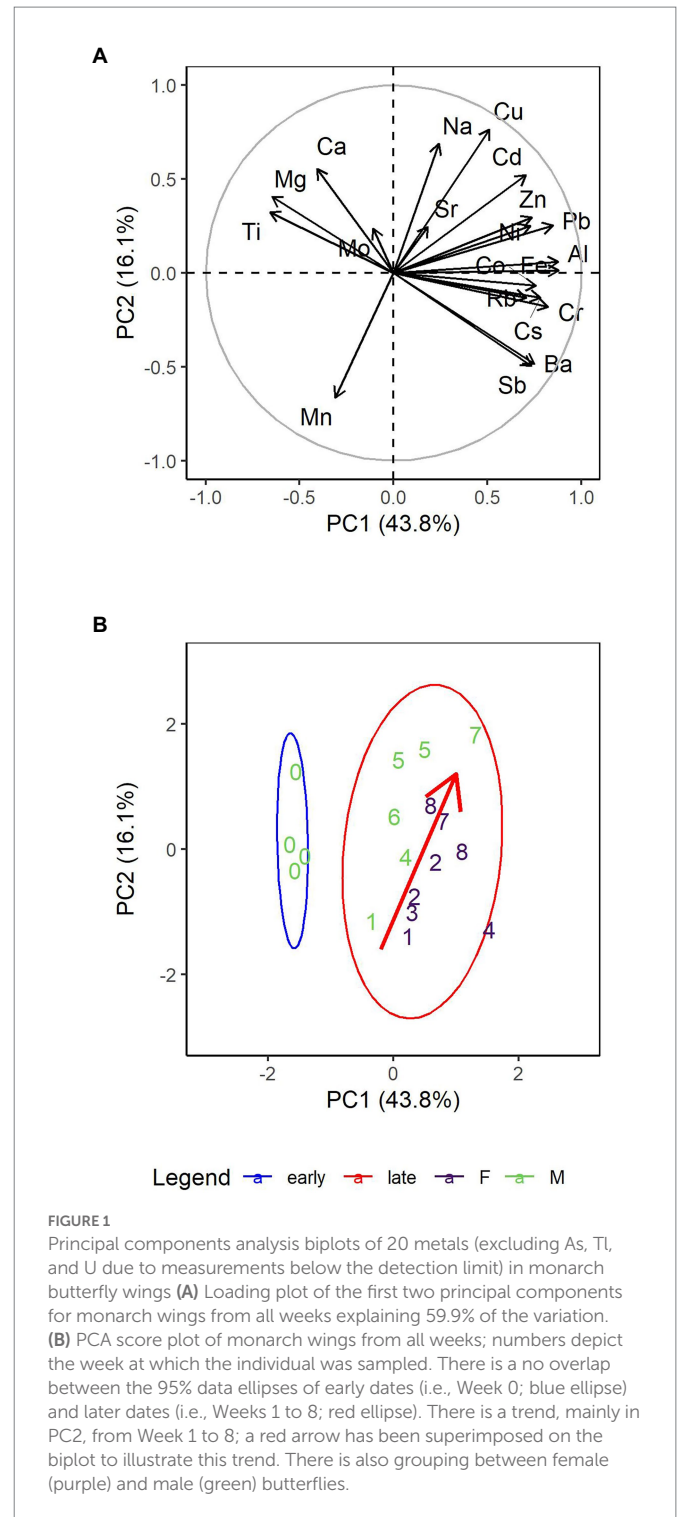 A
1.0
0.5
0.0
-0.5
-1.0
PC2 (16.1%)
Cu
Na
Cd
Ca
Mg
Zn
Sr
Pb
Ti
Ni
Mo
Al
Co Fe
Rb
Cr
Cs
Ba
Sb
Mn
-1.0 -0.5 0.0 0.5 1.0
PC1 (43.8%)
B
2
0
-2
PC2 (16.1%)
7
5
5
0
8
6
7
0
8
0
4
2
0
2
3
1
4
1
-2 0 2
PC1 (43.8%)
Legend a early a late a F a M
FIGURE 1
Principal components analysis biplots of 20 metals (excluding As, Tl,
and U due to measurements below the detection limit) in monarch
butterfly wings (A) Loading plot of the first two principal components
for monarch wings from all weeks explaining 59.9% of the variation.
(B) PCA score plot of monarch wings from all weeks; numbers depict
the week at which the individual was sampled. There is a no overlap
between the 95% data ellipses of early dates (i.e., Week 0; blue ellipse)
and later dates (i.e., Weeks 1 to 8; red ellipse). There is a trend, mainly in
PC2, from Week 1 to 8; a red arrow has been superimposed on the
biplot to illustrate this trend. There is also grouping between female
(purple) and male (green) butterflies.